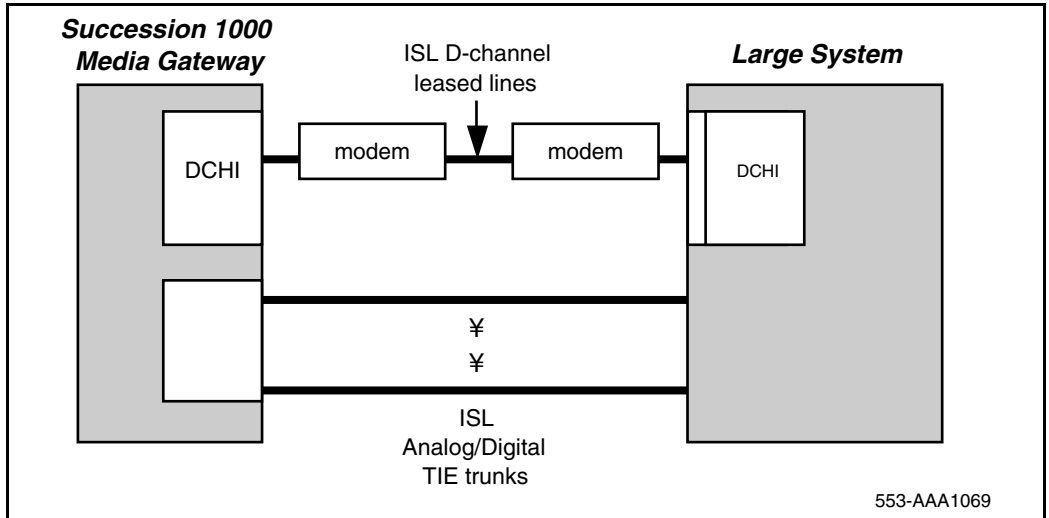 Succession 1000
Media Gateway
ISL D-channel
leased lines
Large System
DCHI
modem
modem
DCHI
¥
¥
ISL
Analog/Digital
TIE trunks
553-AAA1069